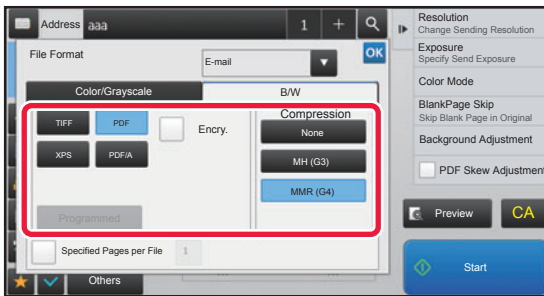 Address aaa 1 +
File Format
E-mail
OK
Color/Grayscale
B/W
TIFF
PDF
Encry.
XPS
PDF/A
Programmed
Compression
None
MH (G3)
MMR (G4)
Specified Pages per File 1
Others
Resolution
Change Sending Resolution
Exposure
Specify Send Exposure
Color Mode
BlankPage Skip
Skip Blank Page in Original
Background Adjustment
PDF Skew Adjustment
Preview
CA
Start